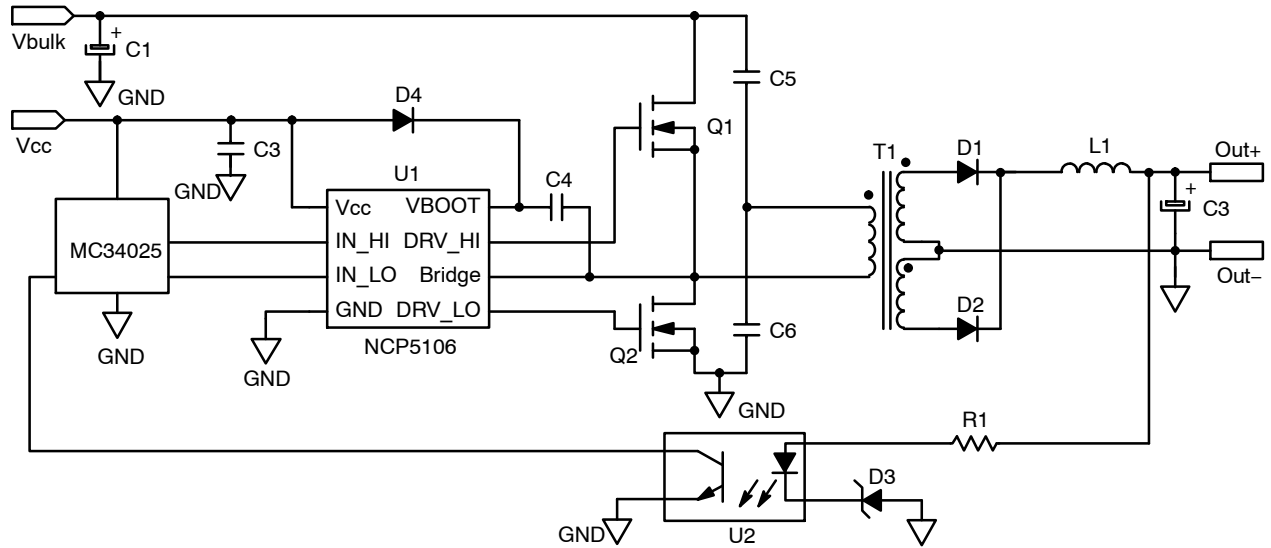 Vbulk
+
C1
GND
C5
D4
Vcc
C3
Q1
GND
U1
C4
T1
D1
L1
Out+
Vcc VBOOT
MC34025
IN_HI DRV_HI
IN_LO Bridge
GND DRV_LO
+
C3
Out−
D2
GND
GND
NCP5106
Q2
C6
GND
R1
D3
GND
U2